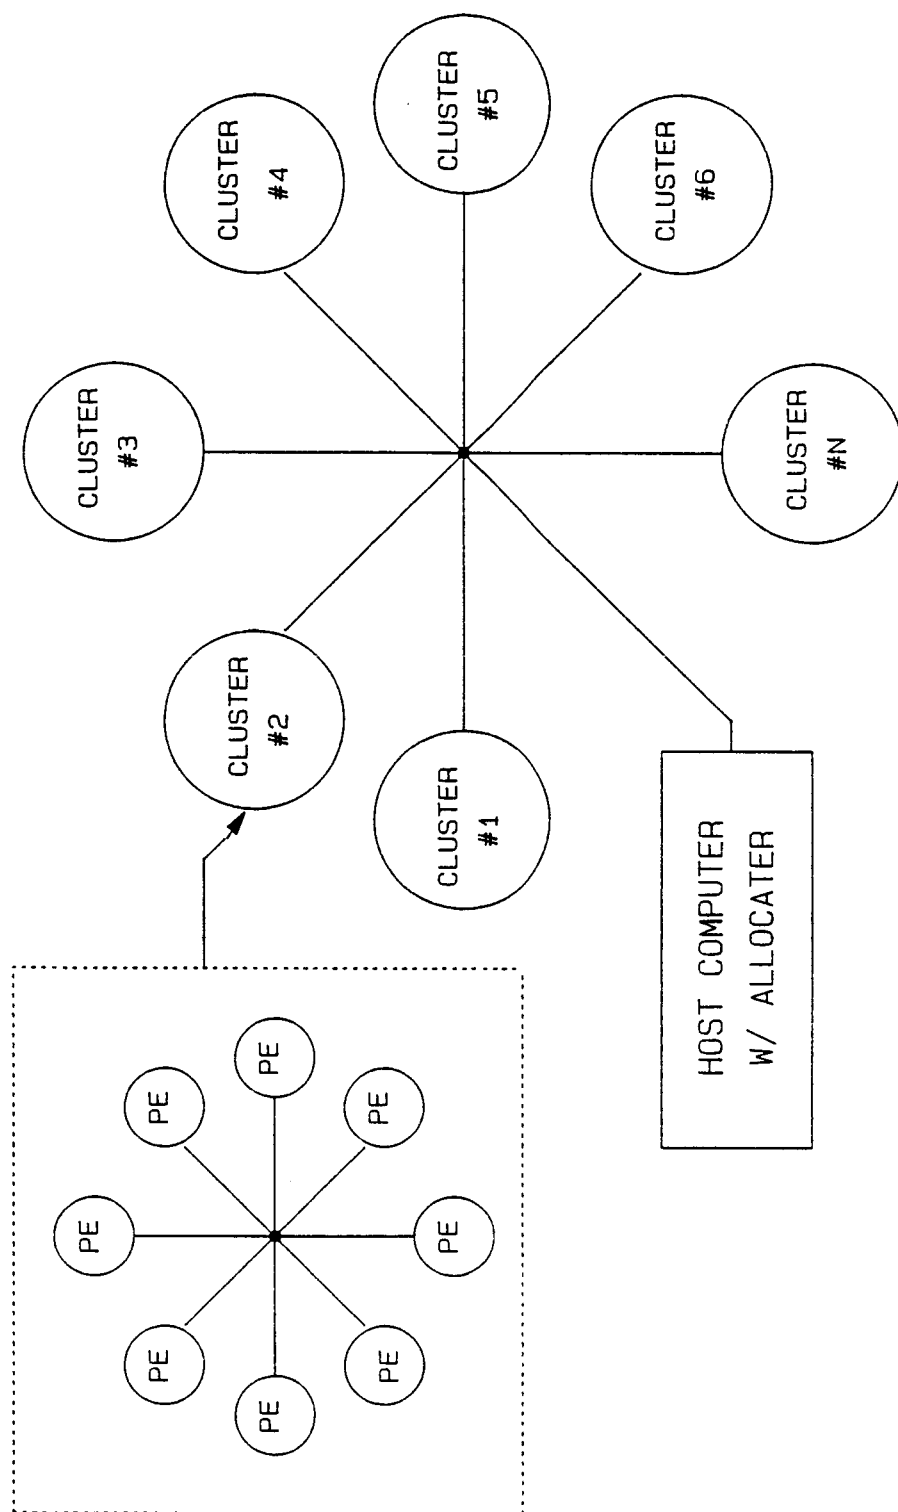 CLUSTER
#5
CLUSTER
#4
CLUSTER
#6
CLUSTER
#3
CLUSTER
#N
CLUSTER
#2
CLUSTER
#1
HOST COMPUTER
W/ ALLOCATER
PE
PE
PE
PE
PE
PE
PE
PE